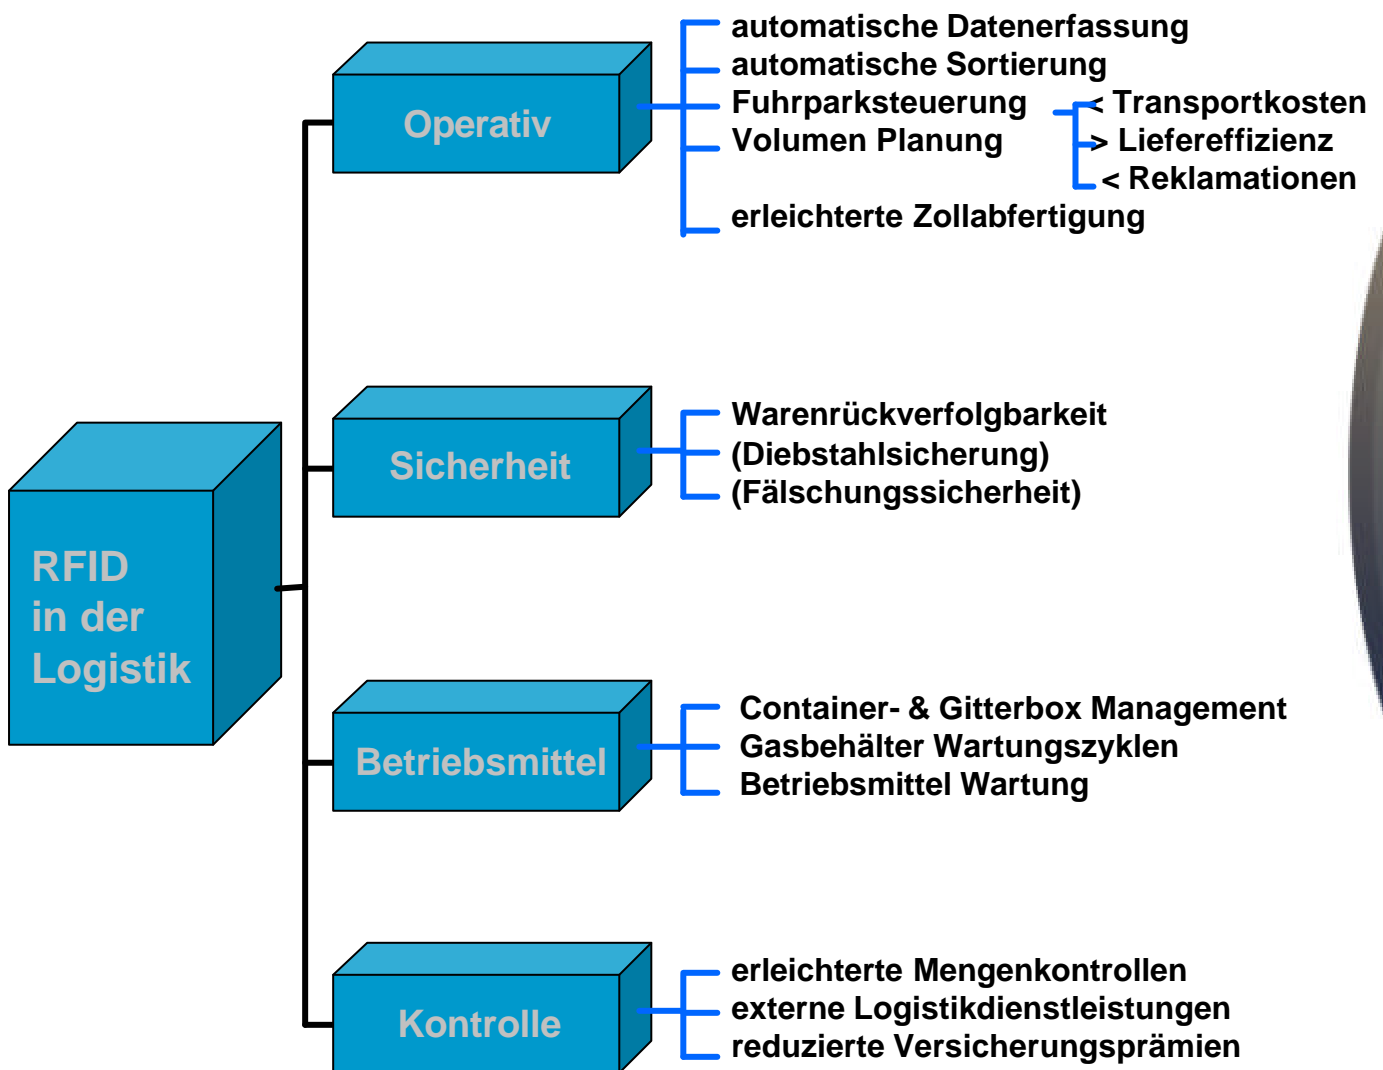 RFID
in der
Logistik
Operativ
automatische Datenerfassung
automatische Sortierung
Fuhrparksteuerung
Volumen Planung
erleichterte Zollabfertigung
< Transportkosten
> Liefereffizienz
< Reklamationen
Sicherheit
Warenrückverfolgbarkeit
(Diebstahlsicherung)
(Fälschungssicherheit)
Betriebsmittel
Container- & Gitterbox Management
Gasbehälter Wartungszyklen
Betriebsmittel Wartung
Kontrolle
erleichterte Mengenkontrollen
externe Logistikdienstleistungen
reduzierte Versicherungsprämien